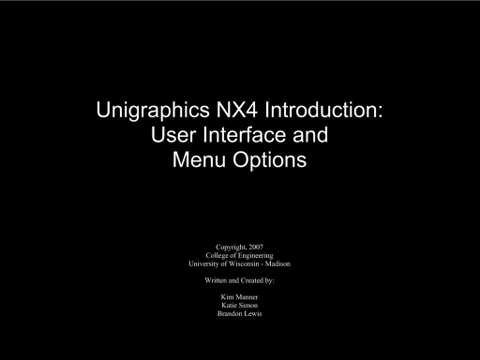 Unigraphics NX4 Introduction:
User Interface and
Menu Options
Copyright, 2007
College of Engineering
University of Wisconsin - Madison
Written and Created by:
Kim Manner
Katie Simon
Brandon Lewis